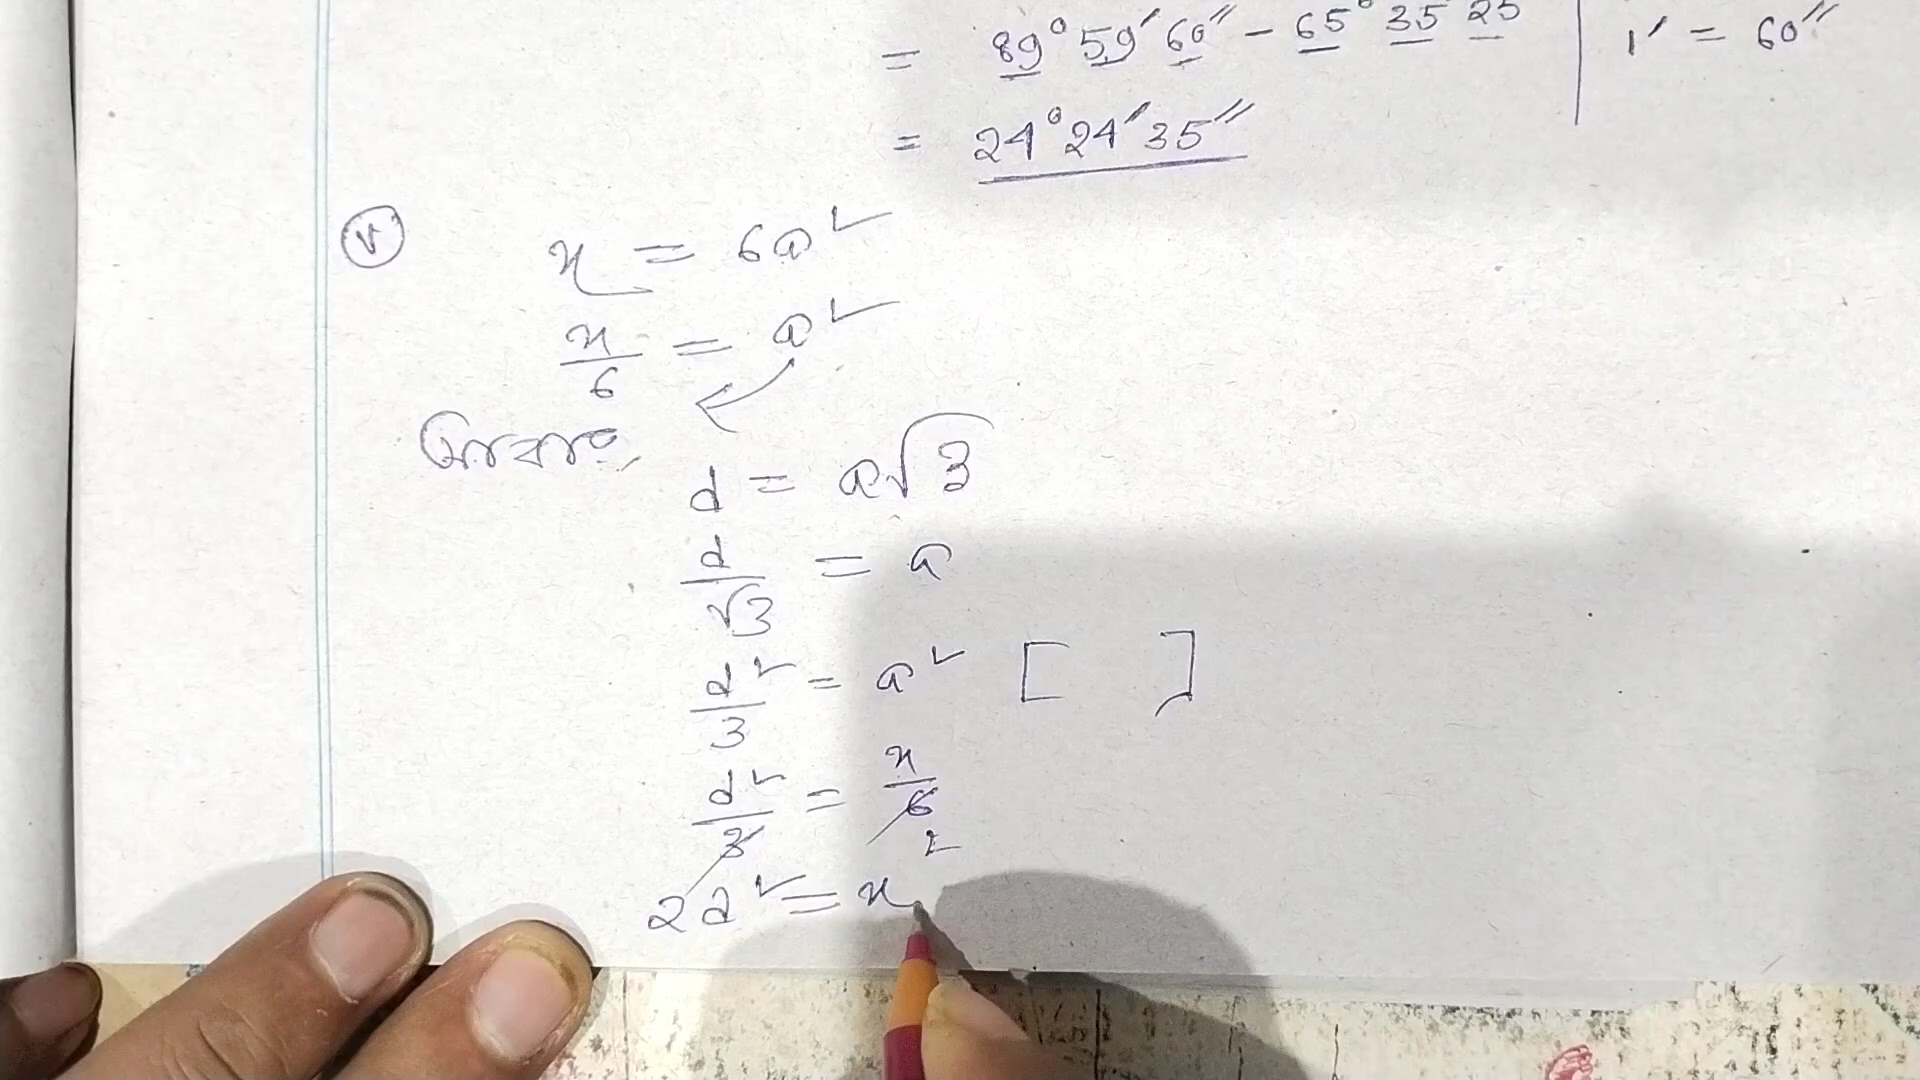 = 89° 59′ 60″ - 65° 35 25 | 1′ = 60″
= 24° 24′ 35″
(v) x = 6a²
x/6 = a²
আবার,
d = a√3
d/√3 = a
d²/3 = a² [ ]
d²/3 = x/6 2
2d² = x